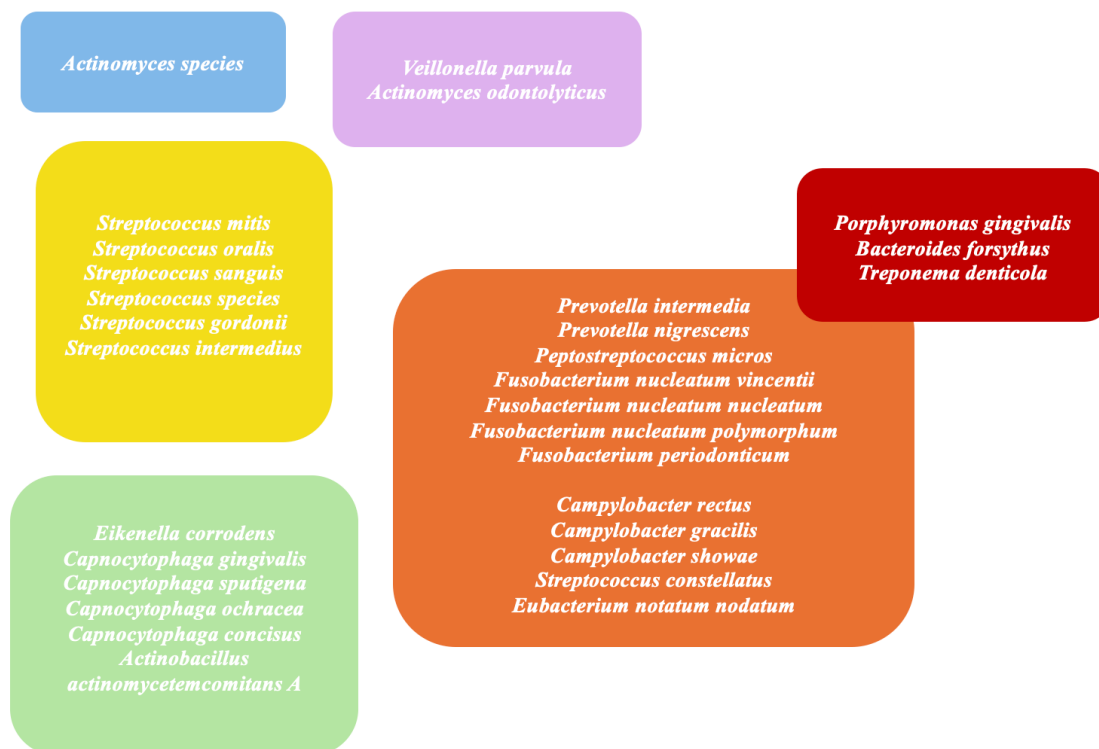 Actinomyces species
Veillonella parvula
Actinomyces odontolyticus
Streptococcus mitis
Streptococcus oralis
Streptococcus sanguis
Streptococcus species
Streptococcus gordonii
Streptococcus intermedius
Porphyromonas gingivalis
Bacteroides forsythus
Treponema denticola
Prevotella intermedia
Prevotella nigrescens
Peptostreptococcus micros
Fusobacterium nucleatum vincentii
Fusobacterium nucleatum nucleatum
Fusobacterium nucleatum polymorphum
Fusobacterium periodonticum
Campylobacter rectus
Campylobacter gracilis
Campylobacter showae
Streptococcus constellatus
Eubacterium notatum nodatum
Eikenella corrodens
Capnocytophaga gingivalis
Capnocytophaga sputigena
Capnocytophaga ochracea
Capnocytophaga concisus
Actinobacillus
actinomycetemcomitans A